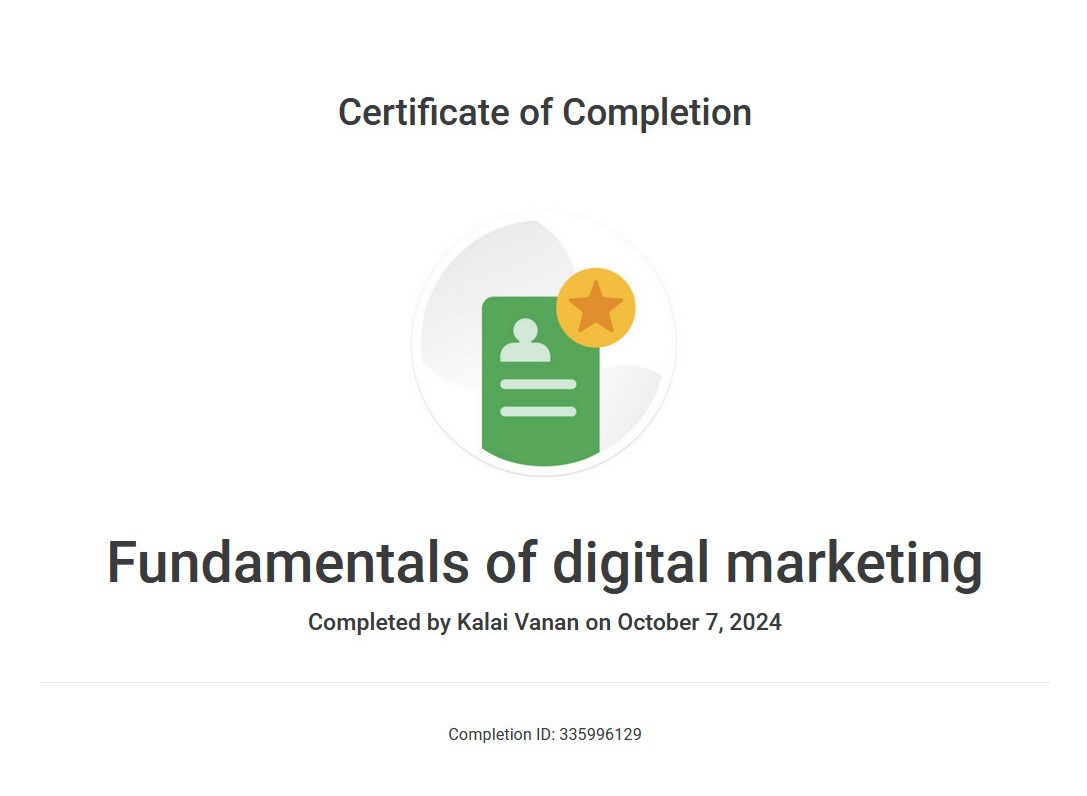 Certificate of Completion
Fundamentals of digital marketing
Completed by Kalai Vanan on October 7, 2024
Completion ID: 335996129